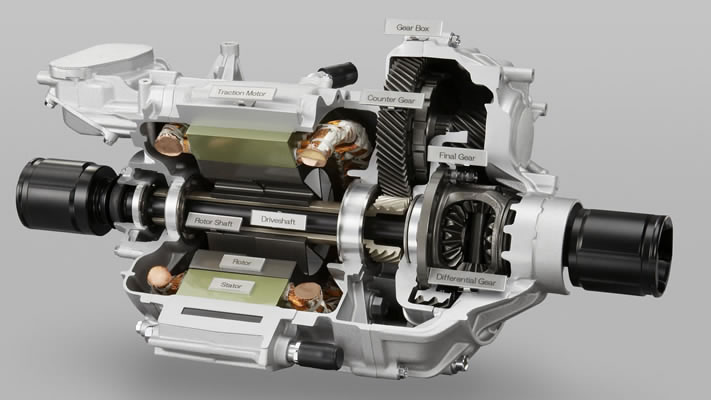 Gear Box
Traction Motor
Counter Gear
Final Gear
Rotor Shaft
Driveshaft
Rotor
Stator
Differential Gear